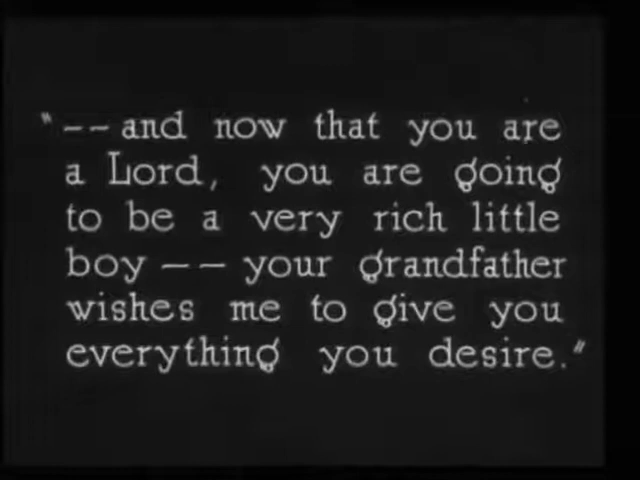 "-- and now that you are
a Lord, you are going
to be a very rich little
boy -- your grandfather
wishes me to give you
everything you desire."